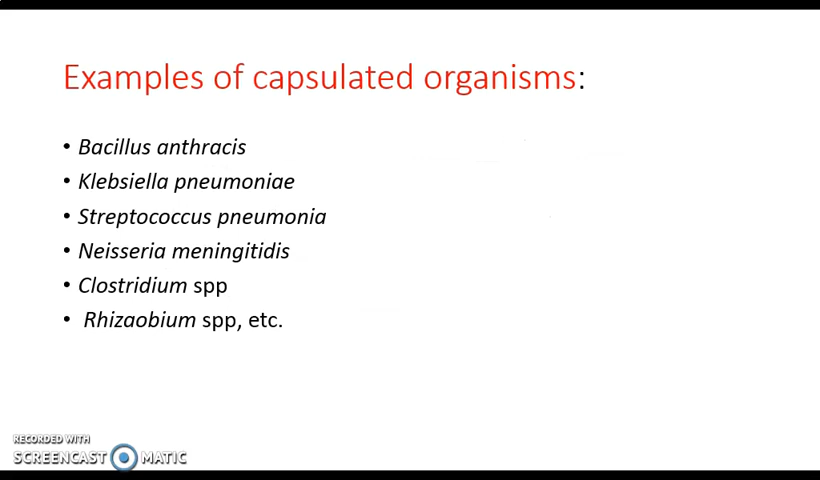 Examples of capsulated organisms:
• Bacillus anthracis
• Klebsiella pneumoniae
• Streptococcus pneumonia
• Neisseria meningitidis
• Clostridium spp
• Rhizaobium spp, etc.
RECORDED WITH
SCREENCAST MATIC